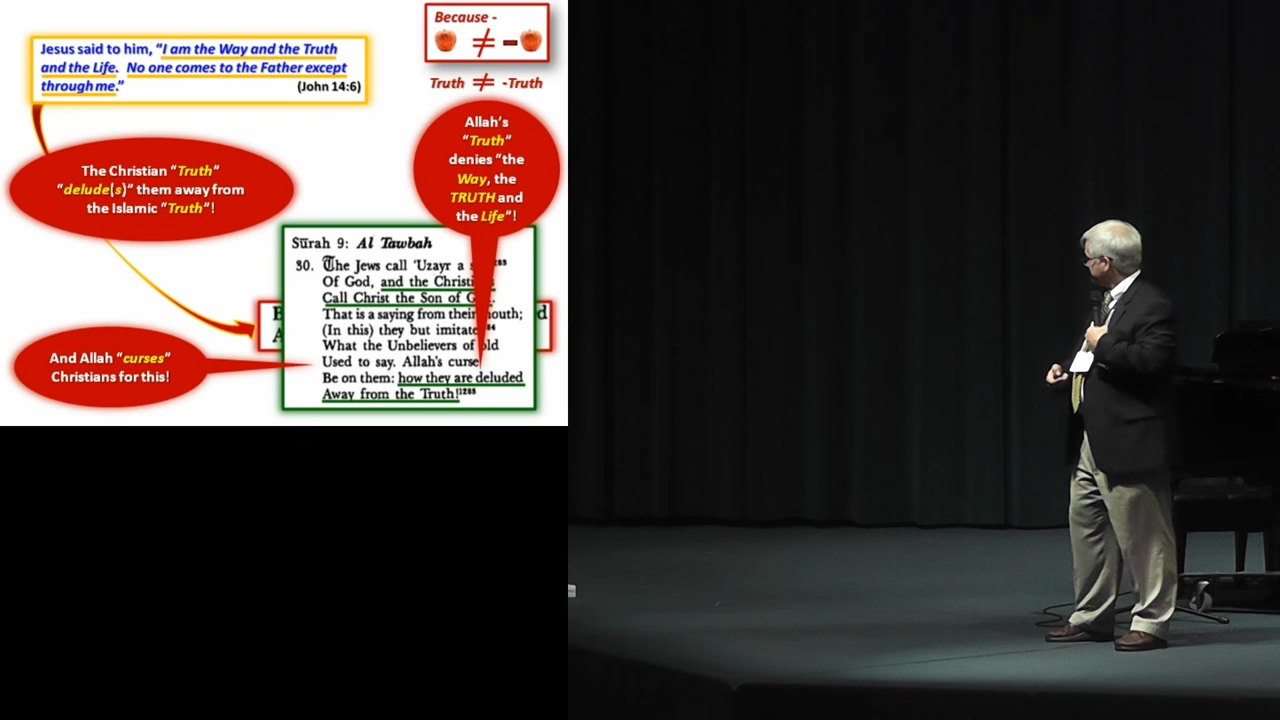 Jesus said to him, “I am the Way and the Truth
and the Life. No one comes to the Father except
through me.” (John 14:6)
Because -
≠ -
Truth ≠ -Truth
The Christian “Truth”
“delude(s)“ them away from
the Islamic “Truth“!
Allah’s
“Truth”
denies “the
Way, the
TRUTH and
the Life“!
And Allah “curses”
Christians for this!
Sūrah 9: Al Tawbah
30. The Jews call ‘Uzayr a
Of God, and the
Call Christ the Son of
That is a saying from their mouth;
(In this) they but imitate
What the Unbelievers of old
Used to say. Allah’s curse
Be on them: how they are deluded
Away from the Truth!